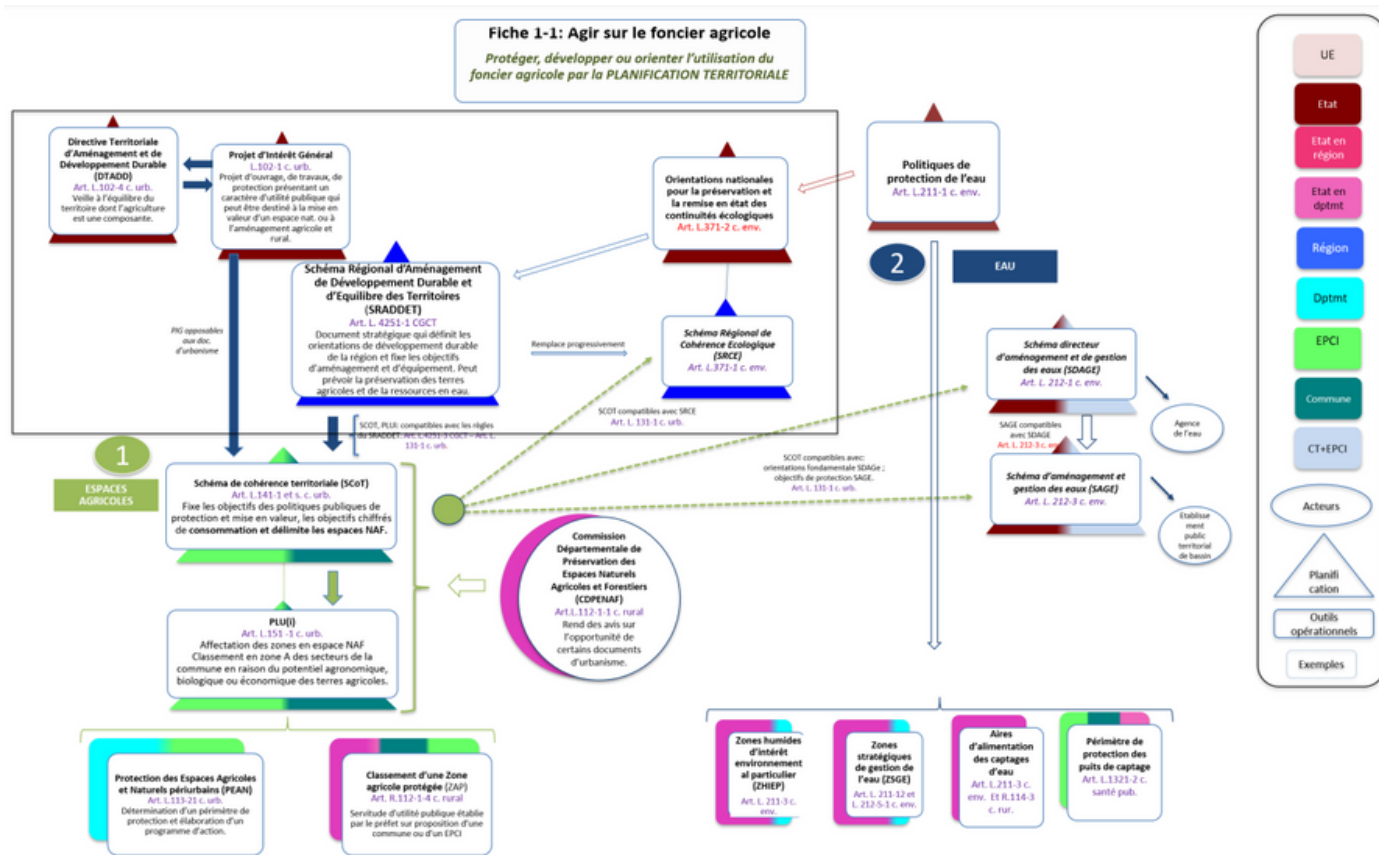 Fiche 1-1: Agir sur le foncier agricole
Protéger, développer ou orienter l'utilisation du
foncier agricole par la PLANIFICATION TERRITORIALE
Directive Territoriale
d'Aménagement et de
Développement Durable
(DTADD)
Art. L.102-4 c. urb.
Veille à l'équilibre du
territoire dont l'agriculture
est une composante.
Projet d'Intérêt Général
L.102-1 c. urb.
Projet d'ouvrage, de travaux, de
protection présentant un
caractère d'utilité publique qui
peut être destiné à la mise en
valeur d'un espace nat. ou à
l'aménagement agricole et
rural.
Orientations nationales
pour la préservation et
la remise en état des
continuités écologiques
Art. L.371-2 c. env.
Politiques de
protection de l'eau
Art. L.211-1 c. env.
2
EAU
Schéma Régional d'Aménagement
de Développement Durable et
d'Equilibre des Territoires
(SRADDET)
Art. L. 4251-1 CGCT
Document stratégique qui définit les
orientations de développement durable
de la région et fixe les objectifs
d'aménagement et d'équipement. Peut
prévoir la préservation des terres
agricoles et de la ressources en eau.
PIG opposables
aux doc.
d'urbanisme
Remplace progressivement
Schéma Régional de
Cohérence Ecologique
(SRCE)
Art. L.371-1 c. env.
SCOT compatibles avec SRCE
Art. L. 131-1 c. urb.
SCOT, PLUI: compatibles avec les règles
du SRADDET. Art. L.4251-3 CGCT – Art. L.
131-1 c. urb.
Schéma directeur
d'aménagement et de gestion
des eaux (SDAGE)
Art. L. 212-1 c. env.
Agence
de l'eau
SAGE compatibles
avec SDAGE
Art. L. 212-3 c. env
Schéma d'aménagement et
gestion des eaux (SAGE)
Art. L. 212-3 c. env.
Etablisse
ment
public
territorial
de bassin
SCOT compatibles avec:
orientations fondamentale SDAGe ;
objectifs de protection SAGE.
Art. L. 131-1 c. urb.
1
ESPACES
AGRICOLES
Schéma de cohérence territoriale (SCoT)
Art. L.141-1 et s. c. urb.
Fixe les objectifs des politiques publiques de
protection et mise en valeur, les objectifs chiffrés
de consommation et délimite les espaces NAF.
Commission
Départementale de
Préservation des
Espaces Naturels
Agricoles et Forestiers
(CDPENAF)
Art.L.112-1-1 c. rural
Rend des avis sur
l'opportunité de
certains documents
d'urbanisme.
PLU(i)
Art. L.151 -1 c. urb.
Affectation des zones en espace NAF
Classement en zone A des secteurs de la
commune en raison du potentiel agronomique,
biologique ou économique des terres agricoles.
Protection des Espaces Agricoles
et Naturels périurbains (PEAN)
Art. L.113-21 c. urb.
Détermination d'un périmètre de
protection et élaboration d'un
programme d'action.
Classement d'une Zone
agricole protégée (ZAP)
Art. R.112-1-4 c. rural
Servitude d'utilité publique établie
par le préfet sur proposition d'une
commune ou d'un EPCI
Zones humides
d'intérêt
environnement
al particulier
(ZHIEP)
Art. L. 211-3 c.
env.
Zones
stratégiques
de gestion de
l'eau (ZSGE)
Art. L. 211-12 et
L. 212-5-1 c. env.
Aires
d'alimentation
des captages
d'eau
Art. L.211-3 c.
env. Et R.114-3
c. rur.
Périmètre de
protection des
puits de captage
Art. L.1321-2 c.
santé pub.
UE
Etat
Etat en
région
Etat en
dptmt
Région
Dptmt
EPCI
Commune
CT+EPCI
Acteurs
Planifi
cation
Outils
opérationnels
Exemples